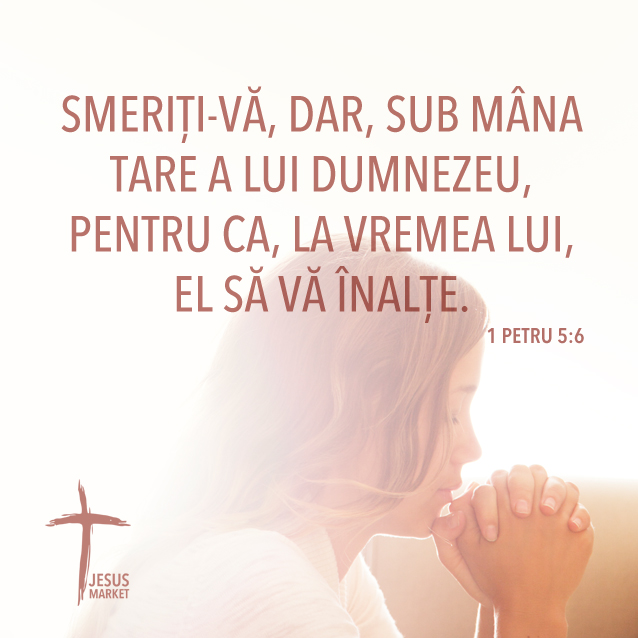 SMERIȚI-VĂ, DAR, SUB MÂNA
TARE A LUI DUMNEZEU,
PENTRU CA, LA VREMEA LUI,
EL SĂ VĂ ÎNALȚE.
1 PETRU 5:6
JESUS
MARKET